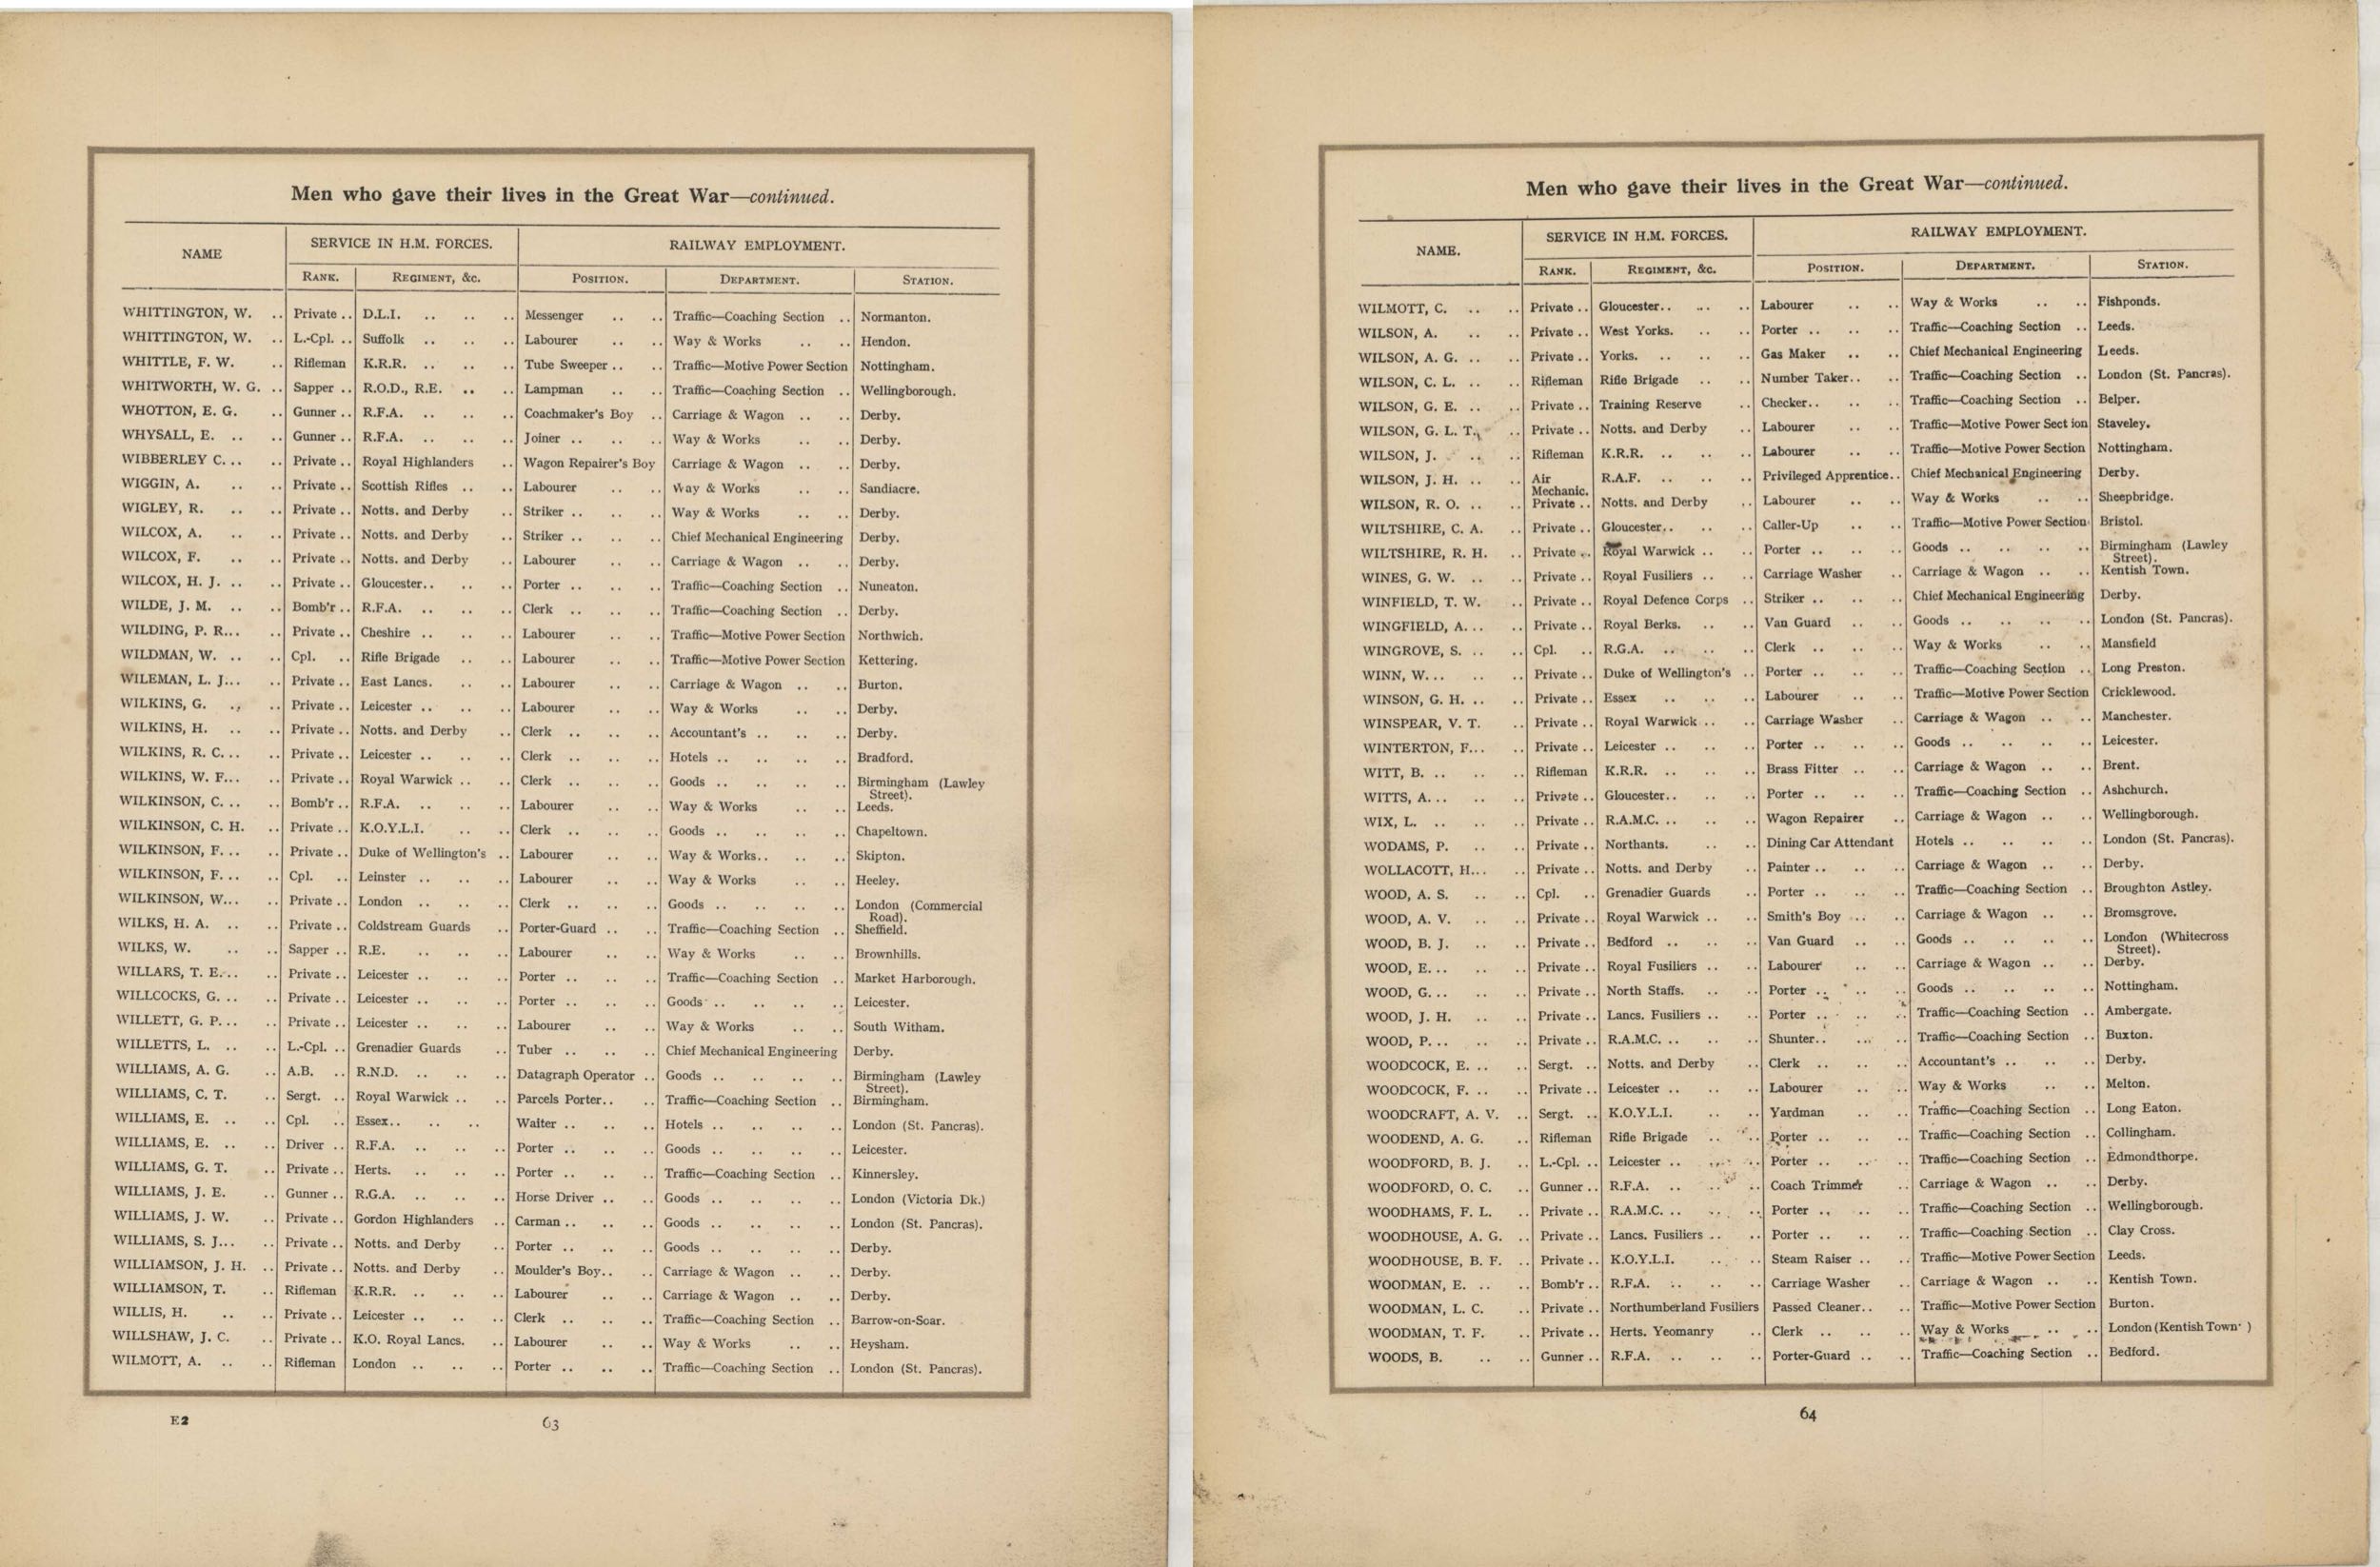 Men who gave their lives in the Great War—continued.
NAME
SERVICE IN H.M. FORCES.
RAILWAY EMPLOYMENT.
RANK. REGIMENT, &c. POSITION. DEPARTMENT. STATION.
WHITTINGTON, W. .. Private .. D.L.I. .. .. .. Messenger .. .. Traffic—Coaching Section .. Normanton.
WHITTINGTON, W. .. L.-Cpl. .. Suffolk .. .. .. Labourer .. .. Way & Works .. .. Hendon.
WHITTLE, F. W. .. Rifleman K.R.R. .. .. .. Tube Sweeper .. .. Traffic—Motive Power Section Nottingham.
WHITWORTH, W. G. .. Sapper .. R.O.D., R.E. .. .. Lampman .. .. Traffic—Coaching Section .. Wellingborough.
WHOTTON, E. G. .. Gunner .. R.F.A. .. .. .. Coachmaker's Boy .. Carriage & Wagon .. .. Derby.
WHYSALL, E. .. .. Gunner .. R.F.A. .. .. .. Joiner .. .. .. Way & Works .. .. Derby.
WIBBERLEY C. .. .. Private .. Royal Highlanders .. Wagon Repairer's Boy Carriage & Wagon .. .. Derby.
WIGGIN, A. .. .. Private .. Scottish Rifles .. .. Labourer .. .. Way & Works .. .. Sandiacre.
WIGLEY, R. .. .. Private .. Notts. and Derby .. Striker .. .. .. Way & Works .. .. Derby.
WILCOX, A. .. .. Private .. Notts. and Derby .. Striker .. .. .. Chief Mechanical Engineering Derby.
WILCOX, F. .. .. Private .. Notts. and Derby .. Labourer .. .. Carriage & Wagon .. .. Derby.
WILCOX, H. J. .. .. Private .. Gloucester.. .. .. Porter .. .. .. Traffic—Coaching Section .. Nuneaton.
WILDE, J. M. .. .. Bomb'r .. R.F.A. .. .. .. Clerk .. .. .. Traffic—Coaching Section .. Derby.
WILDING, P. R... .. Private .. Cheshire .. .. .. Labourer .. .. Traffic—Motive Power Section Northwich.
WILDMAN, W. .. .. Cpl. .. Rifle Brigade .. .. Labourer .. .. Traffic—Motive Power Section Kettering.
WILEMAN, L. J... .. Private .. East Lancs. .. .. Labourer .. .. Carriage & Wagon .. .. Burton.
WILKINS, G. .. .. Private .. Leicester .. .. .. Labourer .. .. Way & Works .. .. Derby.
WILKINS, H. .. .. Private .. Notts. and Derby .. Clerk .. .. .. Accountant's .. .. .. Derby.
WILKINS, R. C. .. .. Private .. Leicester .. .. .. Clerk .. .. .. Hotels .. .. .. .. Bradford.
WILKINS, W. F... .. Private .. Royal Warwick .. .. Clerk .. .. .. Goods .. .. .. .. Birmingham (Lawley
Street).
WILKINSON, C. .. .. Bomb'r .. R.F.A. .. .. .. Labourer .. .. Way & Works .. .. Leeds.
WILKINSON, C. H. .. Private .. K.O.Y.L.I. .. .. Clerk .. .. .. Goods .. .. .. .. Chapeltown.
WILKINSON, F. .. .. Private .. Duke of Wellington's .. Labourer .. .. Way & Works.. .. .. Skipton.
WILKINSON, F. .. .. Cpl. .. Leinster .. .. .. Labourer .. .. Way & Works .. .. Heeley.
WILKINSON, W... .. Private .. London .. .. .. Clerk .. .. .. Goods .. .. .. .. London (Commercial
Road).
WILKS, H. A. .. .. Private .. Coldstream Guards .. Porter-Guard .. .. Traffic—Coaching Section .. Sheffield.
WILKS, W. .. .. Sapper .. R.E. .. .. .. Labourer .. .. Way & Works .. .. Brownhills.
WILLARS, T. E... .. Private .. Leicester .. .. .. Porter .. .. .. Traffic—Coaching Section .. Market Harborough.
WILLCOCKS, G. .. .. Private .. Leicester .. .. .. Porter .. .. .. Goods .. .. .. .. Leicester.
WILLETT, G. P... .. Private .. Leicester .. .. .. Labourer .. .. Way & Works .. .. South Witham.
WILLETTS, L. .. .. L.-Cpl. .. Grenadier Guards .. Tuber .. .. .. Chief Mechanical Engineering Derby.
WILLIAMS, A. G. .. A.B. .. R.N.D. .. .. .. Datagraph Operator .. Goods .. .. .. .. Birmingham (Lawley
Street).
WILLIAMS, C. T. .. Sergt. .. Royal Warwick .. .. Parcels Porter.. .. Traffic—Coaching Section .. Birmingham.
WILLIAMS, E. .. .. Cpl. .. Essex.. .. .. Waiter .. .. .. Hotels .. .. .. .. London (St. Pancras).
WILLIAMS, E. .. .. Driver .. R.F.A. .. .. .. Porter .. .. .. Goods .. .. .. .. Leicester.
WILLIAMS, G. T. .. Private .. Herts. .. .. .. Porter .. .. .. Traffic—Coaching Section .. Kinnersley.
WILLIAMS, J. E. .. Gunner .. R.G.A. .. .. .. Horse Driver .. .. Goods .. .. .. .. London (Victoria Dk.)
WILLIAMS, J. W. .. Private .. Gordon Highlanders .. Carman .. .. .. Goods .. .. .. .. London (St. Pancras).
WILLIAMS, S. J... .. Private .. Notts. and Derby .. Porter .. .. .. Goods .. .. .. .. Derby.
WILLIAMSON, J. H. .. Private .. Notts. and Derby .. Moulder's Boy.. .. Carriage & Wagon .. .. Derby.
WILLIAMSON, T. .. Rifleman K.R.R. .. .. .. Labourer .. .. Carriage & Wagon .. .. Derby.
WILLIS, H. .. .. Private .. Leicester .. .. .. Clerk .. .. .. Traffic—Coaching Section .. Barrow-on-Soar.
WILLSHAW, J. C. .. Private .. K.O. Royal Lancs. .. Labourer .. .. Way & Works .. .. Heysham.
WILMOTT, A. .. .. Rifleman London .. .. .. Porter .. .. .. Traffic—Coaching Section .. London (St. Pancras).
E2
63
Men who gave their lives in the Great War—continued.
NAME.
SERVICE IN H.M. FORCES.
RAILWAY EMPLOYMENT.
RANK. REGIMENT, &c. POSITION. DEPARTMENT. STATION.
WILMOTT, C. .. .. Private .. Gloucester.. .. .. Labourer .. .. Way & Works .. .. Fishponds.
WILSON, A. .. .. Private .. West Yorks. .. .. Porter .. .. .. Traffic—Coaching Section .. Leeds.
WILSON, A. G. .. .. Private .. Yorks. .. .. .. Gas Maker .. .. Chief Mechanical Engineering Leeds.
WILSON, C. L. .. .. Rifleman Rifle Brigade .. .. Number Taker.. .. Traffic—Coaching Section .. London (St. Pancras).
WILSON, G. E. .. .. Private .. Training Reserve .. Checker.. .. .. Traffic—Coaching Section .. Belper.
WILSON, G. L. T. .. Private .. Notts. and Derby .. Labourer .. .. Traffic—Motive Power Section Staveley.
WILSON, J. .. .. Rifleman K.R.R. .. .. .. Labourer .. .. Traffic—Motive Power Section Nottingham.
WILSON, J. H. .. .. Air R.A.F. .. .. .. Privileged Apprentice.. Chief Mechanical Engineering Derby.
Mechanic.
WILSON, R. O. .. .. Private .. Notts. and Derby .. Labourer .. .. Way & Works .. .. Sheepbridge.
WILTSHIRE, C. A. .. Private .. Gloucester.. .. .. Caller-Up .. .. Traffic—Motive Power Section Bristol.
WILTSHIRE, R. H. .. Private .. Royal Warwick .. .. Porter .. .. .. Goods .. .. .. .. Birmingham (Lawley
Street).
WINES, G. W. .. .. Private .. Royal Fusiliers .. .. Carriage Washer .. Carriage & Wagon .. .. Kentish Town.
WINFIELD, T. W. .. Private .. Royal Defence Corps .. Striker .. .. .. Chief Mechanical Engineering Derby.
WINGFIELD, A. .. .. Private .. Royal Berks. .. .. Van Guard .. .. Goods .. .. .. .. London (St. Pancras).
WINGROVE, S. .. .. Cpl. .. R.G.A. .. .. .. Clerk .. .. .. Way & Works .. .. Mansfield
WINN, W... .. .. Private .. Duke of Wellington's .. Porter .. .. .. Traffic—Coaching Section .. Long Preston.
WINSON, G. H. .. .. Private .. Essex .. .. .. Labourer .. .. Traffic—Motive Power Section Cricklewood.
WINSPEAR, V. T. .. Private .. Royal Warwick .. .. Carriage Washer .. Carriage & Wagon .. .. Manchester.
WINTERTON, F... .. Private .. Leicester .. .. .. Porter .. .. .. Goods .. .. .. .. Leicester.
WITT, B. .. .. .. Rifleman K.R.R. .. .. .. Brass Fitter .. .. Carriage & Wagon .. .. Brent.
WITTS, A... .. .. Private .. Gloucester.. .. .. Porter .. .. .. Traffic—Coaching Section .. Ashchurch.
WIX, L. .. .. .. Private .. R.A.M.C. .. .. .. Wagon Repairer .. Carriage & Wagon .. .. Wellingborough.
WODAMS, P. .. .. Private .. Northants. .. .. Dining Car Attendant Hotels .. .. .. .. London (St. Pancras).
WOLLACOTT, H... .. Private .. Notts. and Derby .. Painter .. .. .. Carriage & Wagon .. .. Derby.
WOOD, A. S. .. .. Cpl. .. Grenadier Guards .. Porter .. .. .. Traffic—Coaching Section .. Broughton Astley.
WOOD, A. V. .. .. Private .. Royal Warwick .. .. Smith's Boy .. .. Carriage & Wagon .. .. Bromsgrove.
WOOD, B. J. .. .. Private .. Bedford .. .. .. Van Guard .. .. Goods .. .. .. .. London (Whitecross
Street).
WOOD, E. .. .. .. Private .. Royal Fusiliers .. .. Labourer .. .. Carriage & Wagon .. .. Derby.
WOOD, G. .. .. .. Private .. North Staffs. .. .. Porter .. .. .. Goods .. .. .. .. Nottingham.
WOOD, J. H. .. .. Private .. Lancs. Fusiliers .. .. Porter .. .. .. Traffic—Coaching Section .. Ambergate.
WOOD, P. .. .. .. Private .. R.A.M.C. .. .. .. Shunter.. .. .. Traffic—Coaching Section .. Buxton.
WOODCOCK, E. .. .. Sergt. .. Notts. and Derby .. Clerk .. .. .. Accountant's .. .. .. Derby.
WOODCOCK, F. .. .. Private .. Leicester .. .. .. Labourer .. .. Way & Works .. .. Melton.
WOODCRAFT, A. V. .. Sergt. .. K.O.Y.L.I. .. .. Yardman .. .. Traffic—Coaching Section .. Long Eaton.
WOODEND, A. G. .. Rifleman Rifle Brigade .. .. Porter .. .. .. Traffic—Coaching Section .. Collingham.
WOODFORD, B. J. .. L.-Cpl. .. Leicester .. .. .. Porter .. .. .. Traffic—Coaching Section .. Edmondthorpe.
WOODFORD, O. C. .. Gunner .. R.F.A. .. .. .. Coach Trimmer .. Carriage & Wagon .. .. Derby.
WOODHAMS, F. L. .. Private .. R.A.M.C. .. .. .. Porter .. .. .. Traffic—Coaching Section .. Wellingborough.
WOODHOUSE, A. G. .. Private .. Lancs. Fusiliers .. .. Porter .. .. .. Traffic—Coaching Section .. Clay Cross.
WOODHOUSE, B. F. .. Private .. K.O.Y.L.I. .. .. Steam Raiser .. .. Traffic—Motive Power Section Leeds.
WOODMAN, E. .. .. Bomb'r .. R.F.A. .. .. .. Carriage Washer .. Carriage & Wagon .. .. Kentish Town.
WOODMAN, L. C. .. Private .. Northumberland Fusiliers Passed Cleaner.. .. Traffic—Motive Power Section Burton.
WOODMAN, T. F. .. Private .. Herts. Yeomanry .. Clerk .. .. .. Way & Works .. .. London (Kentish Town)
WOODS, B. .. .. Gunner .. R.F.A. .. .. .. Porter-Guard .. .. Traffic—Coaching Section .. Bedford.
64